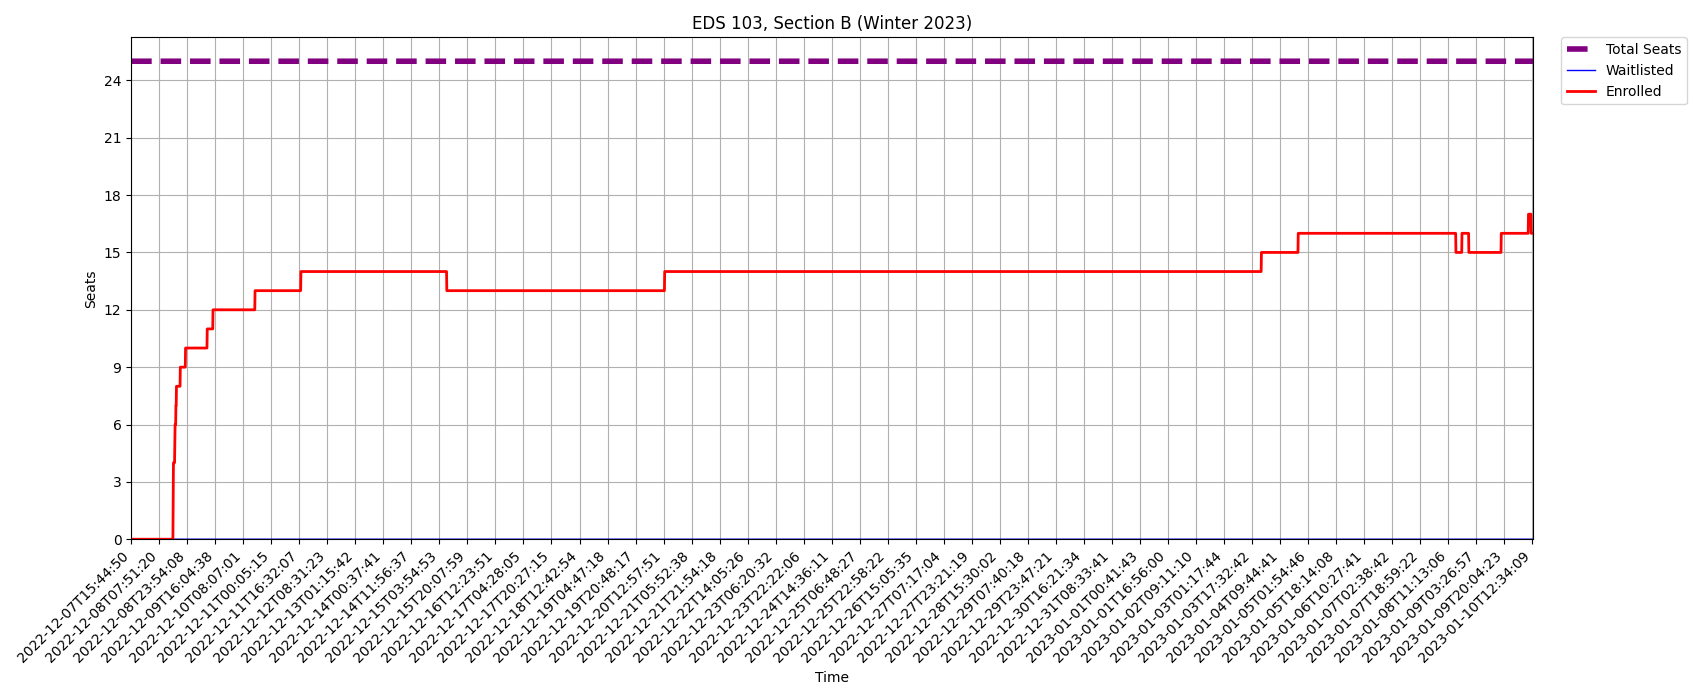 EDS 103, Section B (Winter 2023)
Total Seats
Waitlisted
Enrolled
24
21
18
15
12
9
6
3
0
Seats
2022-12-07T15:44:50
2022-12-08T07:51:20
2022-12-08T23:54:08
2022-12-09T16:04:38
2022-12-10T08:07:01
2022-12-11T00:05:15
2022-12-11T16:32:07
2022-12-12T08:31:23
2022-12-13T01:15:42
2022-12-14T00:37:41
2022-12-14T11:56:37
2022-12-15T03:54:53
2022-12-15T20:07:59
2022-12-16T12:23:51
2022-12-17T04:28:05
2022-12-17T20:27:15
2022-12-18T12:42:54
2022-12-19T04:47:18
2022-12-19T20:48:17
2022-12-20T12:57:51
2022-12-21T05:52:38
2022-12-21T21:54:18
2022-12-22T14:05:26
2022-12-23T06:20:32
2022-12-23T22:22:06
2022-12-24T14:36:11
2022-12-25T06:48:27
2022-12-25T22:58:22
2022-12-26T15:05:35
2022-12-27T07:17:04
2022-12-27T23:21:19
2022-12-28T15:30:02
2022-12-29T07:40:18
2022-12-29T23:47:21
2022-12-30T16:21:34
2022-12-31T08:33:41
2023-01-01T00:41:43
2023-01-01T16:56:00
2023-01-02T09:11:10
2023-01-03T01:17:44
2023-01-03T17:32:42
2023-01-04T09:44:41
2023-01-05T01:54:46
2023-01-05T18:14:08
2023-01-06T10:27:41
2023-01-07T02:38:42
2023-01-07T18:59:22
2023-01-08T11:13:06
2023-01-09T03:26:57
2023-01-09T20:04:23
2023-01-10T12:34:09
Time